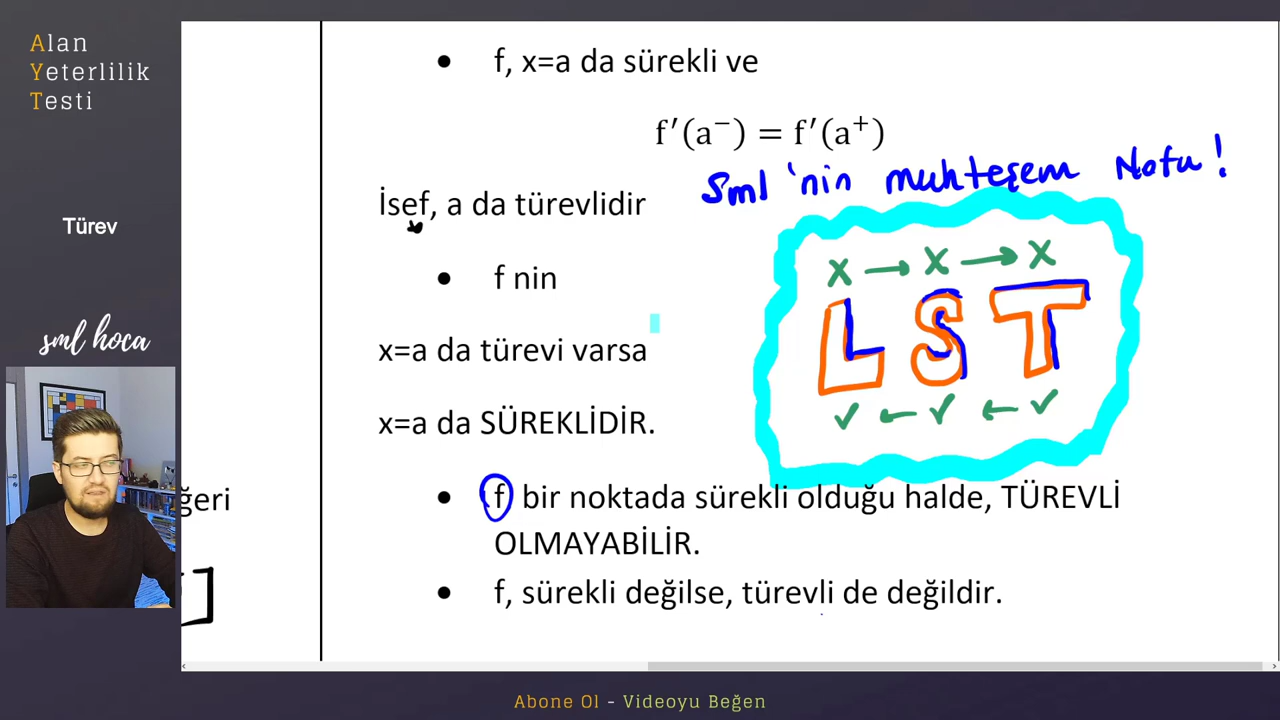 Alan
Yeterlilik
Testi
Türev
sml hoca
ğeri
]
• f, x=a da sürekli ve
f′(a⁻) = f′(a⁺)
Sml 'nin muhteşem Notu!
İsef, a da türevlidir
x → x → x
• f nin
LST
x=a da türevi varsa
✓ ← ✓ ← ✓
x=a da SÜREKLİDİR.
• f bir noktada sürekli olduğu halde, TÜREVLİ
OLMAYABİLİR.
• f, sürekli değilse, türevli de değildir.
Abone Ol - Videoyu Beğen